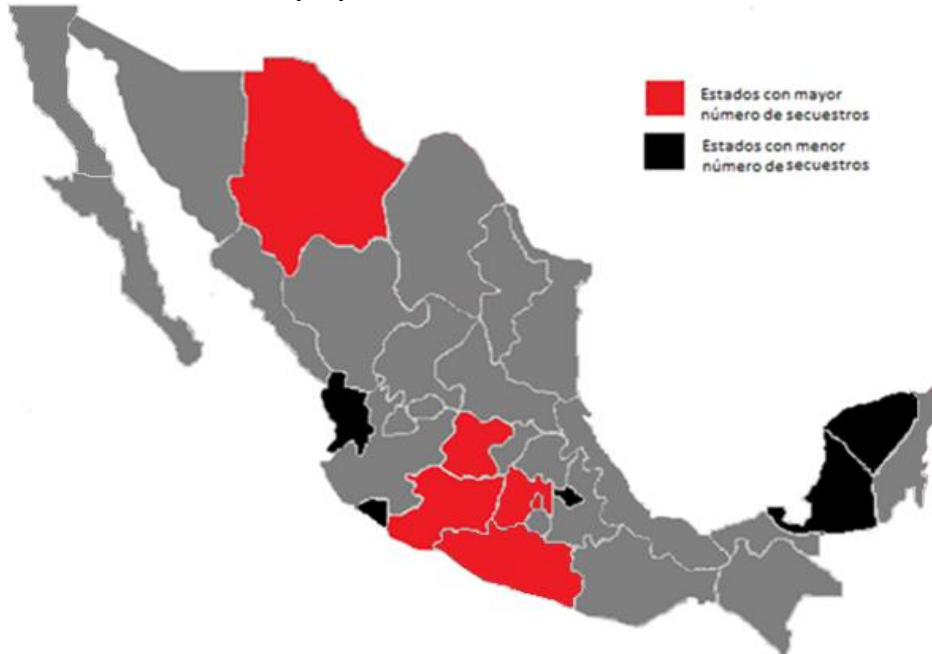 Estados con mayor
número de secuestros
Estados con menor
número de secuestros